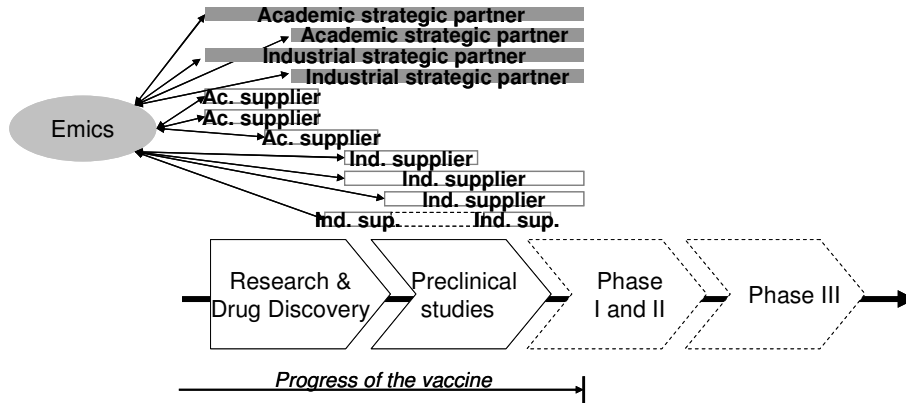 Academic strategic partner
Academic strategic partner
Industrial strategic partner
Industrial strategic partner
Ac. supplier
Ac. supplier
Emics
Ac. supplier
Ind. supplier
Ind. supplier
Ind. supplier
Ind. sup. Ind. sup.
Research &
Drug Discovery
Preclinical
studies
Phase
I and II
Phase III
Progress of the vaccine